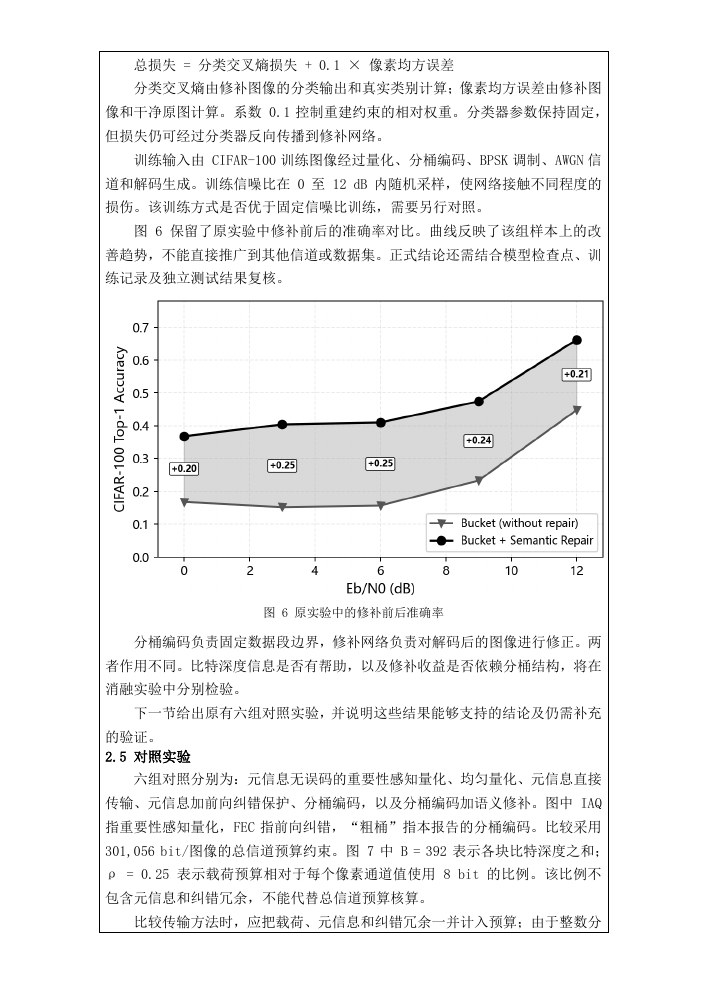 总损失 = 分类交叉熵损失 + 0.1 × 像素均方误差
分类交叉熵由修补图像的分类输出和真实类别计算；像素均方误差由修补图
像和干净原图计算。系数 0.1 控制重建约束的相对权重。分类器参数保持固定，
但损失仍可经过分类器反向传播到修补网络。
训练输入由 CIFAR-100 训练图像经过量化、分桶编码、BPSK 调制、AWGN 信
道和解码生成。训练信噪比在 0 至 12 dB 内随机采样，使网络接触不同程度的
损伤。该训练方式是否优于固定信噪比训练，需要另行对照。
图 6 保留了原实验中修补前后的准确率对比。曲线反映了该组样本上的改
善趋势，不能直接推广到其他信道或数据集。正式结论还需结合模型检查点、训
练记录及独立测试结果复核。
CIFAR-100 Top-1 Accuracy
0.7
0.6
0.5
0.4
0.3
0.2
0.1
0.0
+0.20
+0.25
+0.25
+0.24
+0.21
Bucket (without repair)
Bucket + Semantic Repair
0 2 4 6 8 10 12
Eb/N0 (dB)
图 6 原实验中的修补前后准确率
分桶编码负责固定数据段边界，修补网络负责对解码后的图像进行修正。两
者作用不同。比特深度信息是否有帮助，以及修补收益是否依赖分桶结构，将在
消融实验中分别检验。
下一节给出原有六组对照实验，并说明这些结果能够支持的结论及仍需补充
的验证。
2.5 对照实验
六组对照分别为：元信息无误码的重要性感知量化、均匀量化、元信息直接
传输、元信息加前向纠错保护、分桶编码，以及分桶编码加语义修补。图中 IAQ
指重要性感知量化，FEC 指前向纠错，“粗桶”指本报告的分桶编码。比较采用
301,056 bit/图像的总信道预算约束。图 7 中 B = 392 表示各块比特深度之和；
ρ = 0.25 表示载荷预算相对于每个像素通道值使用 8 bit 的比例。该比例不
包含元信息和纠错冗余，不能代替总信道预算核算。
比较传输方法时，应把载荷、元信息和纠错冗余一并计入预算；由于整数分